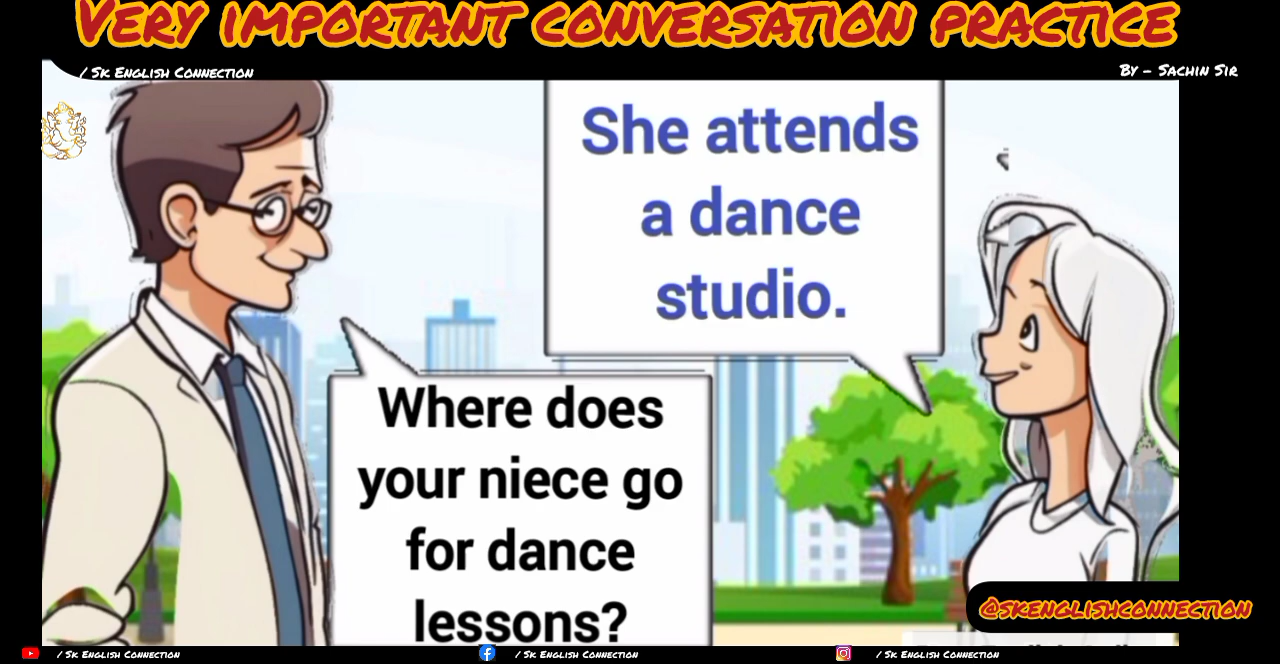 Very important conversation practice
/ Sk English Connection
By - Sachin Sir
She attends
a dance
studio.
Where does
your niece go
for dance
lessons?
@skenglishconnection
/ Sk English Connection
/ Sk English Connection
/ Sk English Connection